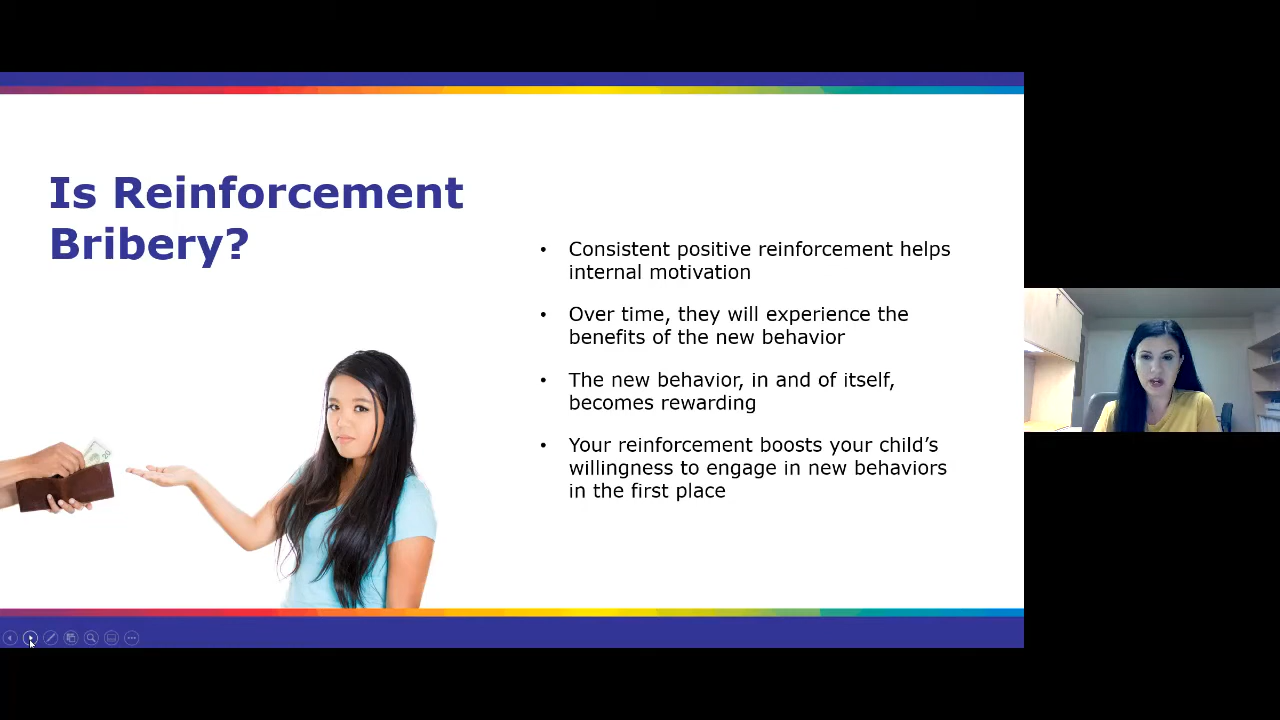 Is Reinforcement
Bribery?
• Consistent positive reinforcement helps
internal motivation
• Over time, they will experience the
benefits of the new behavior
• The new behavior, in and of itself,
becomes rewarding
• Your reinforcement boosts your child’s
willingness to engage in new behaviors
in the first place
20